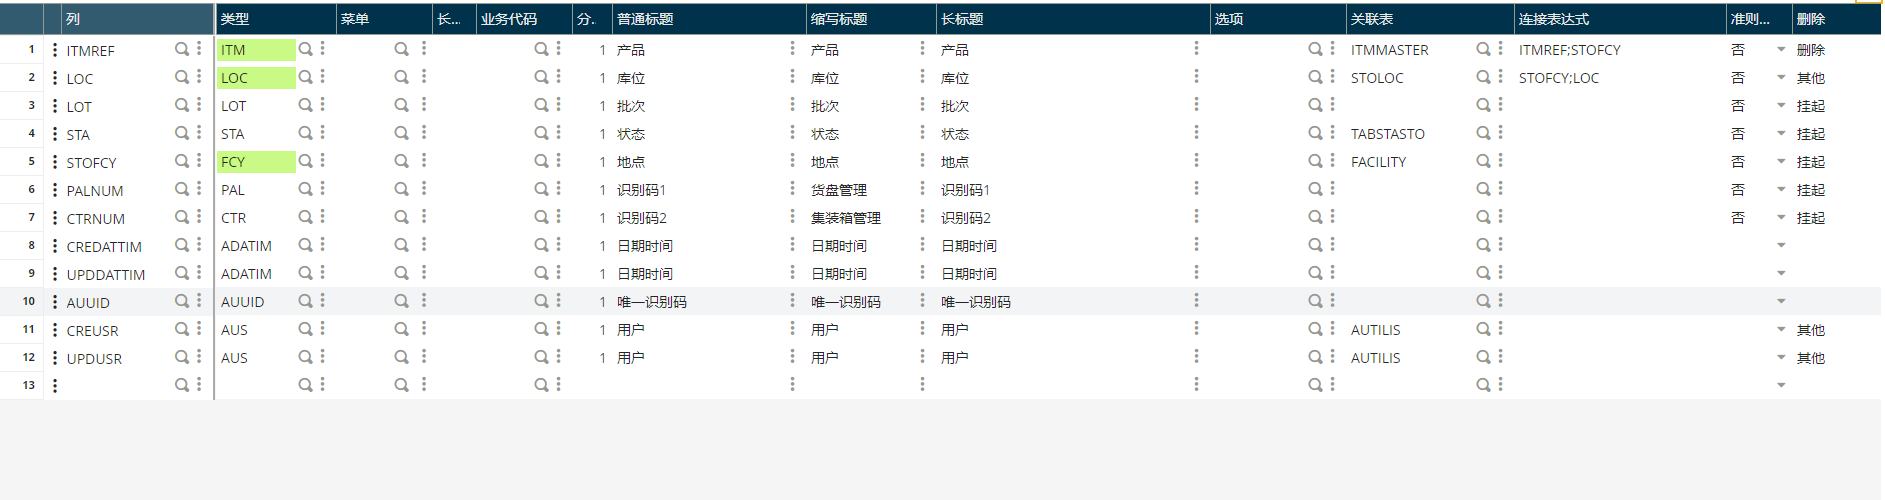 列 类型 菜单 长... 业务代码 分.. 普通标题 缩写标题 长标题 选项 关联表 连接表达式 准则... 删除
1 ITMREF ITM 1 产品 产品 产品 ITMMASTER ITMREF;STOFCY 否 删除
2 LOC LOC 1 库位 库位 库位 STOLOC STOFCY;LOC 否 其他
3 LOT LOT 1 批次 批次 批次 否 挂起
4 STA STA 1 状态 状态 状态 TABSTASTO 否 挂起
5 STOFCY FCY 1 地点 地点 地点 FACILITY 否 挂起
6 PALNUM PAL 1 识别码1 货盘管理 识别码1 否 挂起
7 CTRNUM CTR 1 识别码2 集装箱管理 识别码2 否 挂起
8 CREDATTIM ADATIM 1 日期时间 日期时间 日期时间
9 UPDDATTIM ADATIM 1 日期时间 日期时间 日期时间
10 AUUID AUUID 1 唯一识别码 唯一识别码 唯一识别码
11 CREUSR AUS 1 用户 用户 用户 AUTILIS 其他
12 UPDUSR AUS 1 用户 用户 用户 AUTILIS 其他
13